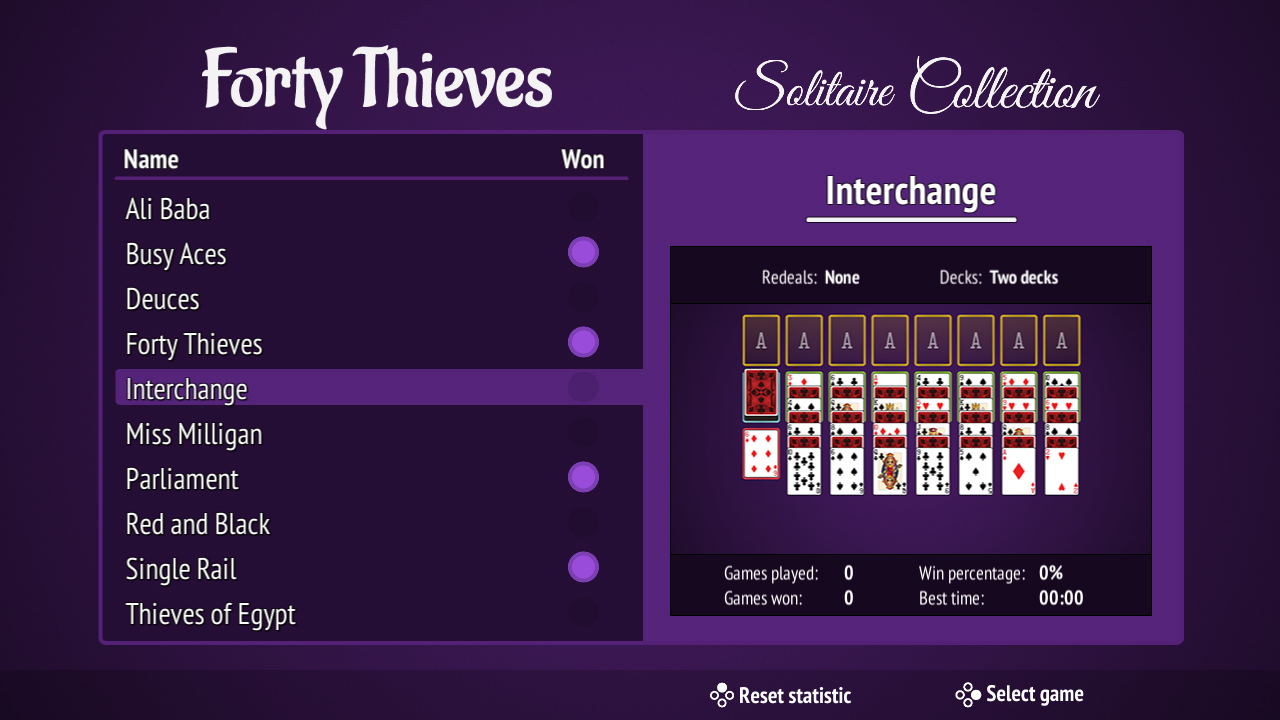 Forty Thieves
Solitaire Collection
Name Won
Ali Baba
Busy Aces
Deuces
Forty Thieves
Interchange
Miss Milligan
Parliament
Red and Black
Single Rail
Thieves of Egypt
Interchange
Redeals: None Decks: Two decks
A A A A A A A A
Games played: 0 Win percentage: 0%
Games won: 0 Best time: 00:00
Reset statistic Select game